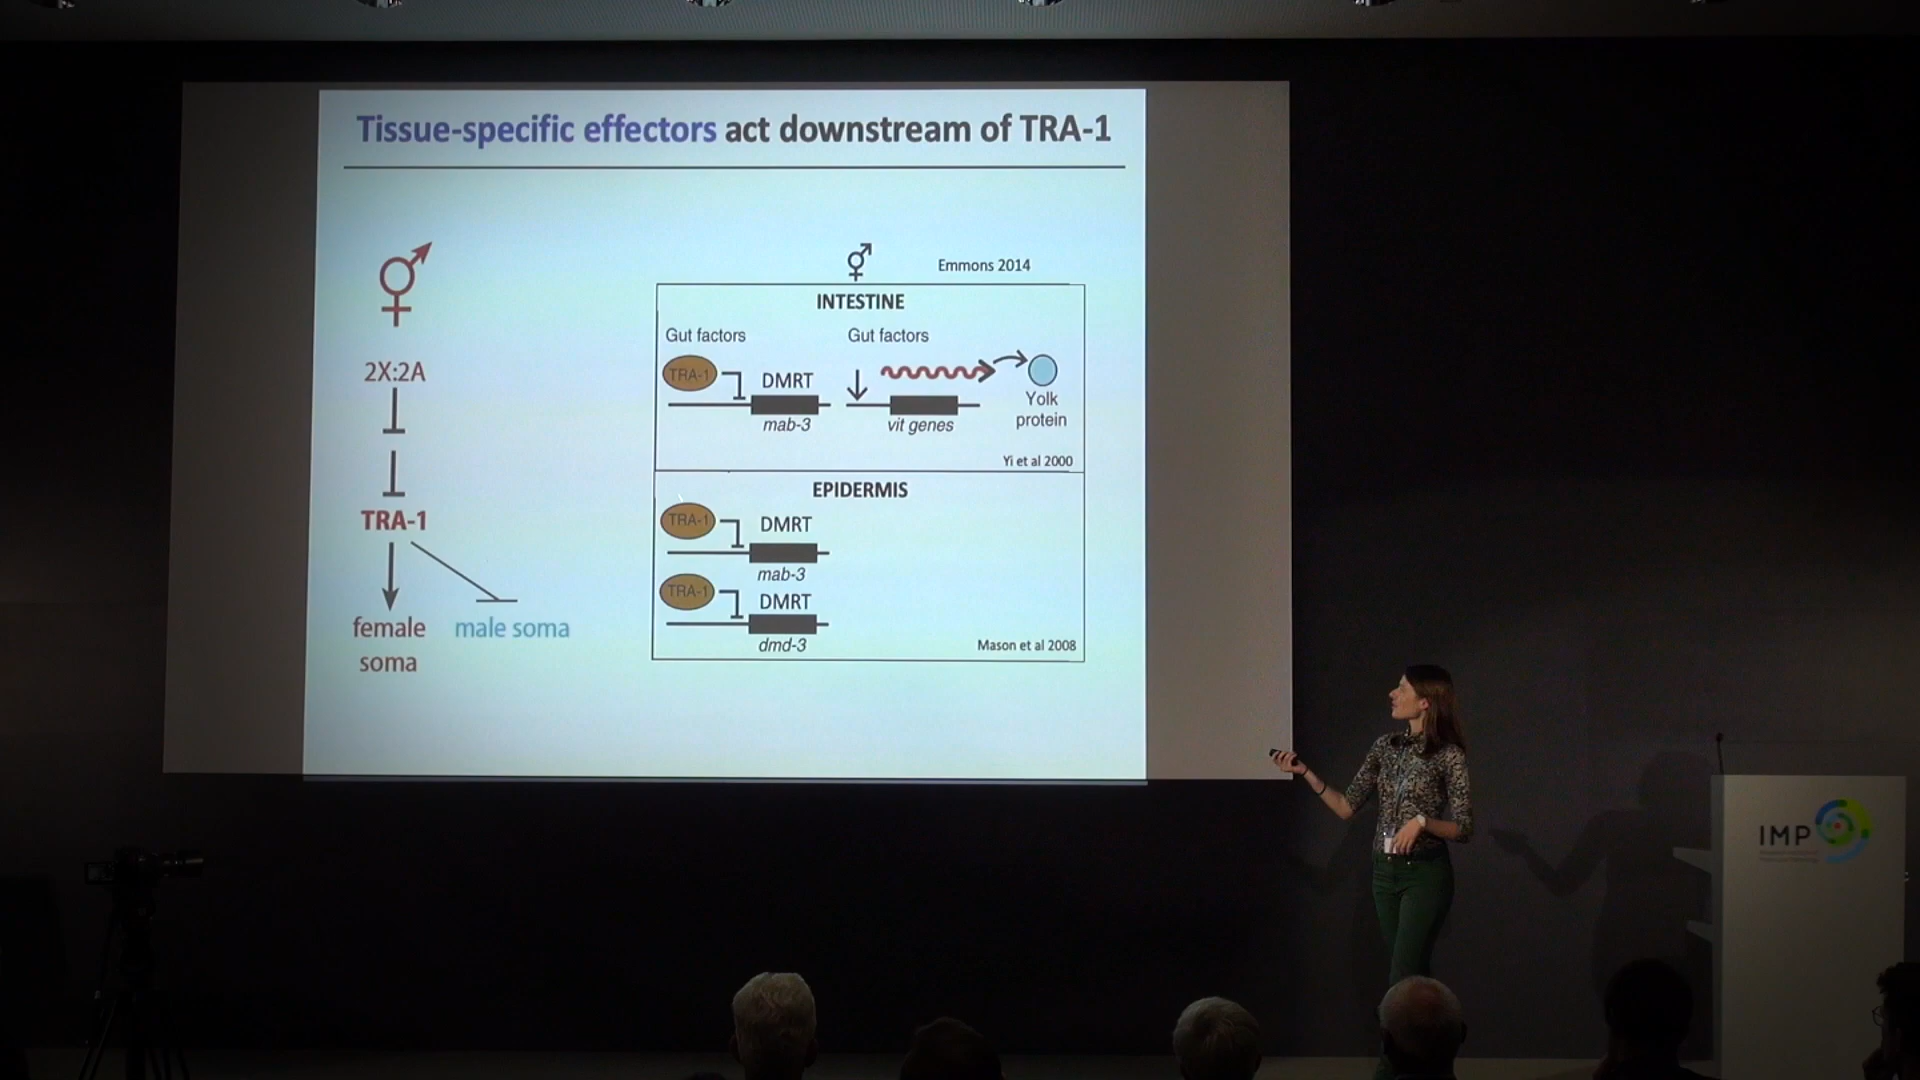 Tissue-specific effectors act downstream of TRA-1
2X:2A
TRA-1
female
soma
male soma
Emmons 2014
INTESTINE
Gut factors
Gut factors
TRA-1
DMRT
mab-3
vit genes
Yolk
protein
Yi et al 2000
EPIDERMIS
TRA-1
DMRT
mab-3
TRA-1
DMRT
dmd-3
Mason et al 2008
IMP